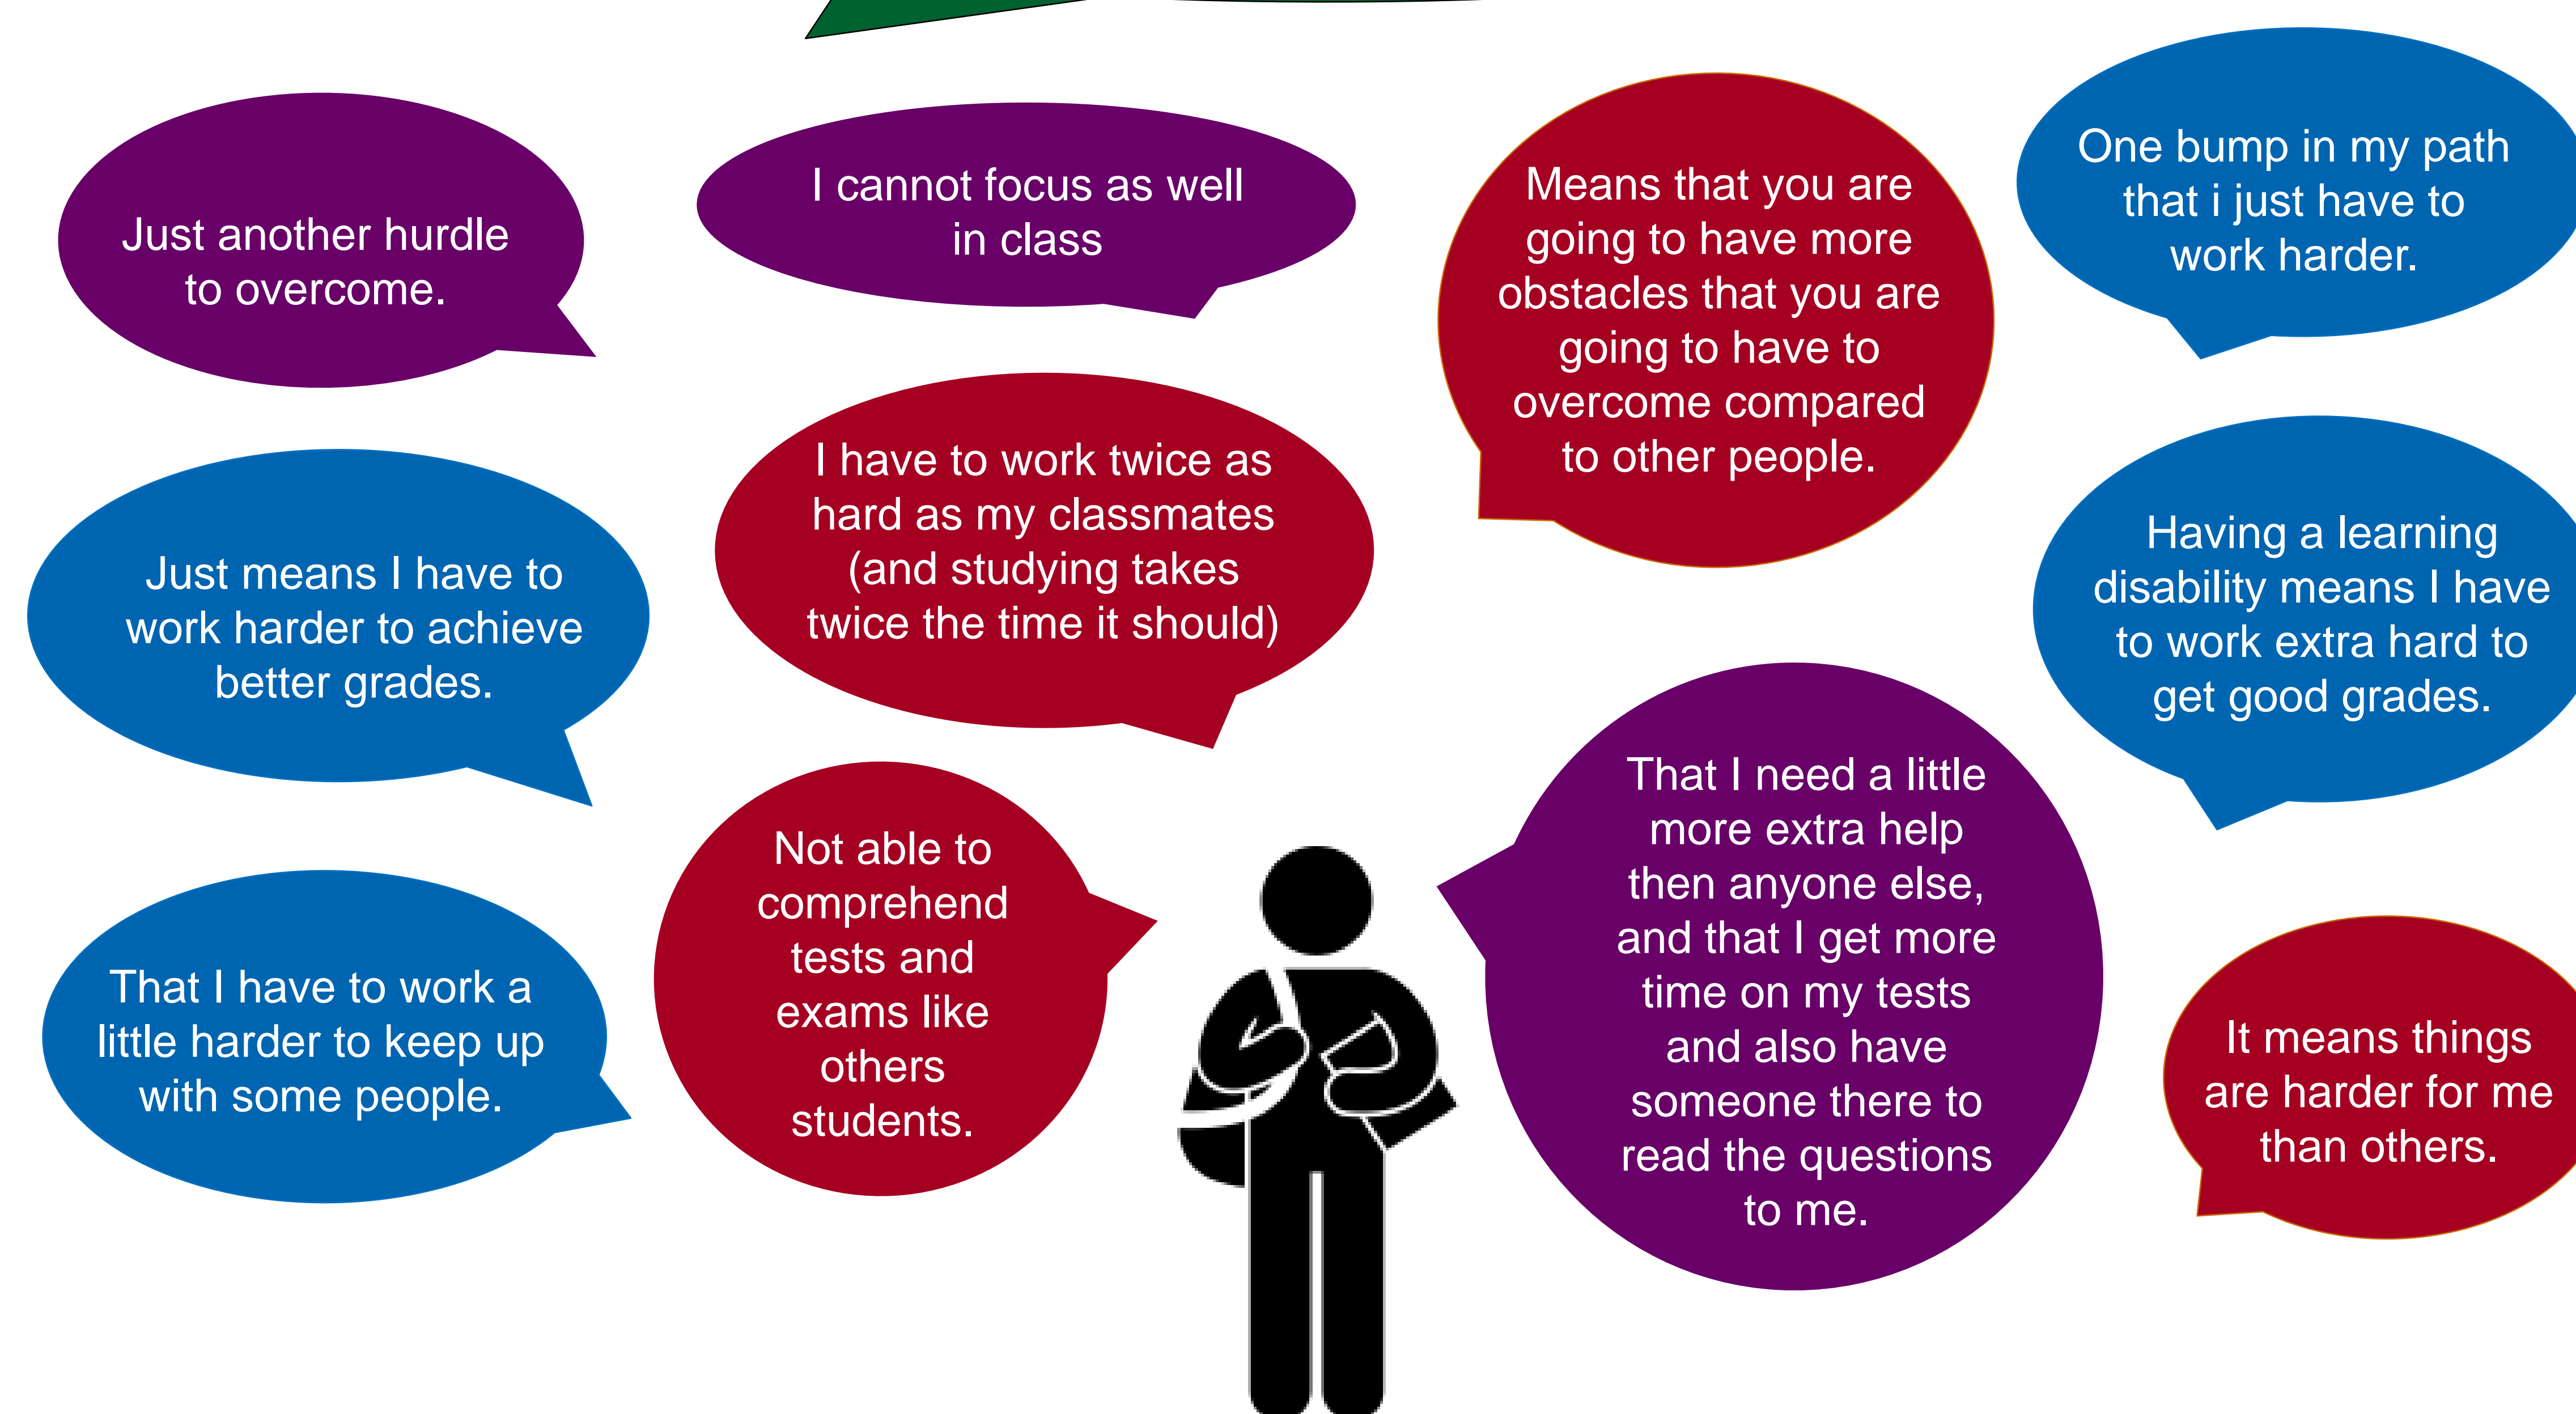 Just another hurdle
to overcome.
I cannot focus as well
in class
Means that you are
going to have more
obstacles that you are
going to have to
overcome compared
to other people.
One bump in my path
that i just have to
work harder.
Just means I have to
work harder to achieve
better grades.
I have to work twice as
hard as my classmates
(and studying takes
twice the time it should)
Having a learning
disability means I have
to work extra hard to
get good grades.
That I have to work a
little harder to keep up
with some people.
Not able to
comprehend
tests and
exams like
others
students.
That I need a little
more extra help
then anyone else,
and that I get more
time on my tests
and also have
someone there to
read the questions
to me.
It means things
are harder for me
than others.